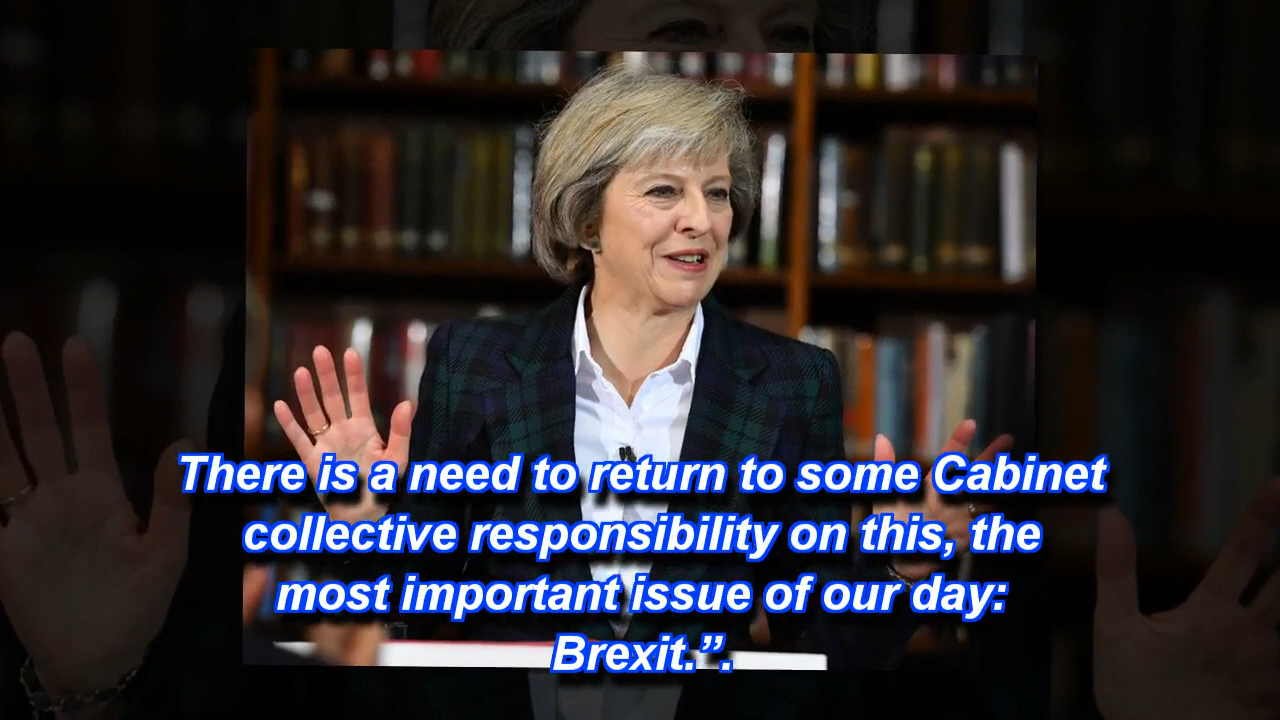 There is a need to return to some Cabinet
collective responsibility on this, the
most important issue of our day:
Brexit.”.